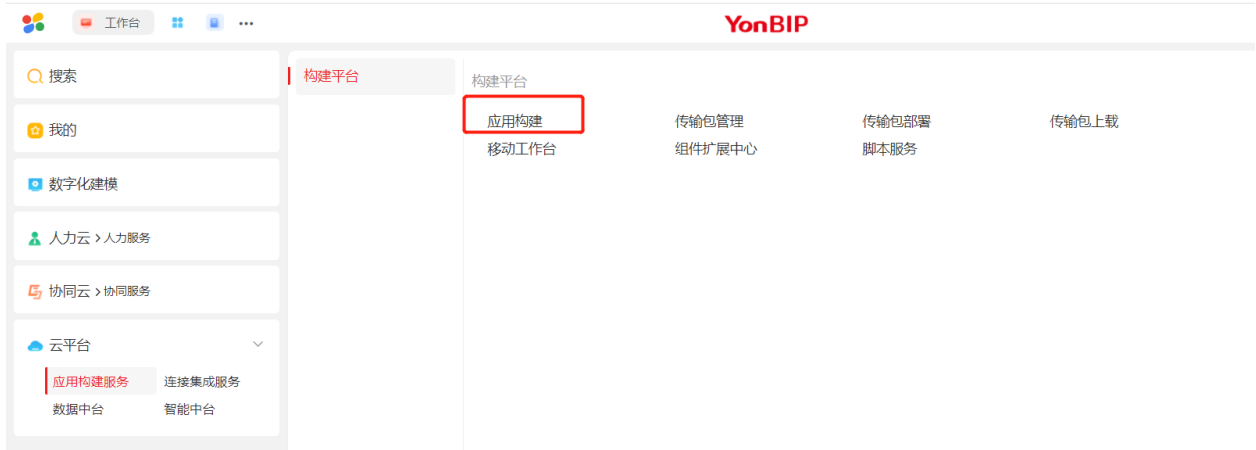 工作台
YonBIP
搜索
我的
数字化建模
人力云 > 人力服务
协同云 > 协同服务
云平台
应用构建服务 连接集成服务
数据中台 智能中台
构建平台
构建平台
应用构建 传输包管理 传输包部署 传输包上载
移动工作台 组件扩展中心 脚本服务